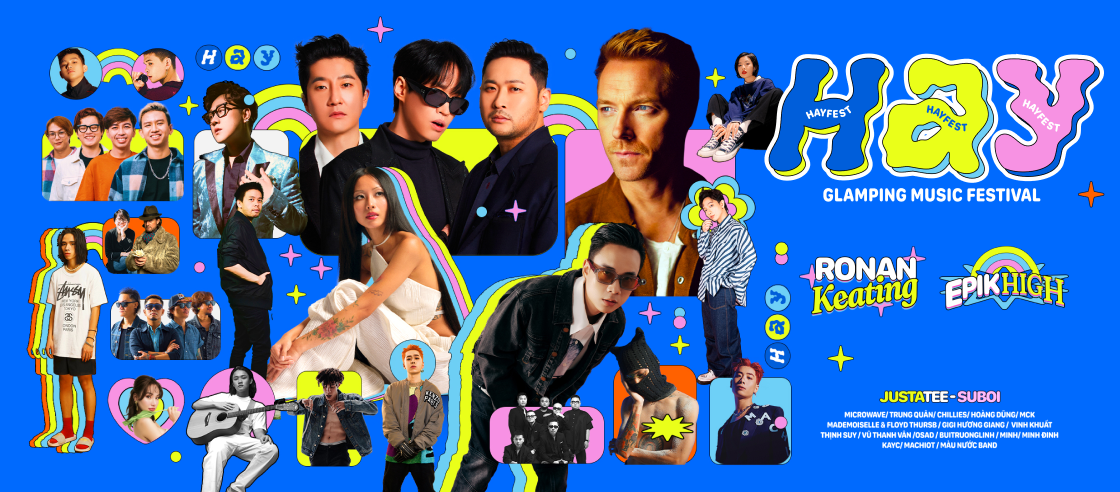 Hay
Hay
HAYFEST
HAYFEST
HAYFEST
GLAMPING MUSIC FESTIVAL
RONAN
Keating
EPIK HIGH
Hay
STÜSSY
JUSTATEE - SUBOI
MICROWAVE/ TRUNG QUÂN/ CHILLIES/ HOÀNG DŨNG/ MCK
MADEMOISELLE & FLOYD THURSB / GIGI HƯƠNG GIANG / VINH KHUẤT
THỊNH SUY / VŨ THANH VÂN /OSAD / BUITRUONGLINH / MINH/ MINH ĐINH
KAYC/ MACHIOT / MÀU NƯỚC BAND